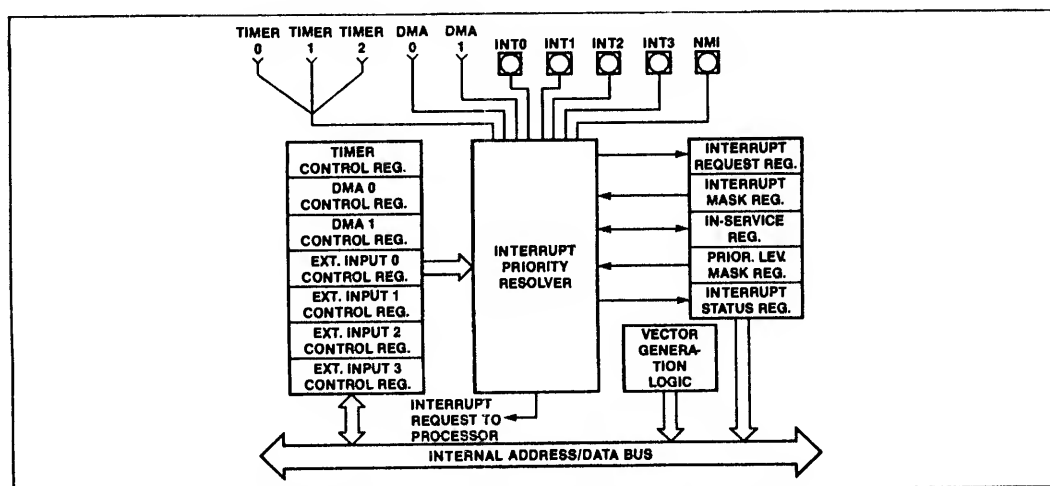 TIMER TIMER TIMER DMA DMA
0 1 2 0 1
INT0 INT1 INT2 INT3 NMI
TIMER
CONTROL REG.
DMA 0
CONTROL REG.
DMA 1
CONTROL REG.
EXT. INPUT 0
CONTROL REG.
EXT. INPUT 1
CONTROL REG.
EXT. INPUT 2
CONTROL REG.
EXT. INPUT 3
CONTROL REG.
INTERRUPT
PRIORITY
RESOLVER
INTERRUPT
REQUEST REG.
INTERRUPT
MASK REG.
IN-SERVICE
REG.
PRIOR. LEV.
MASK REG.
INTERRUPT
STATUS REG.
VECTOR
GENERA-
TION
LOGIC
INTERRUPT
REQUEST TO
PROCESSOR
INTERNAL ADDRESS/DATA BUS